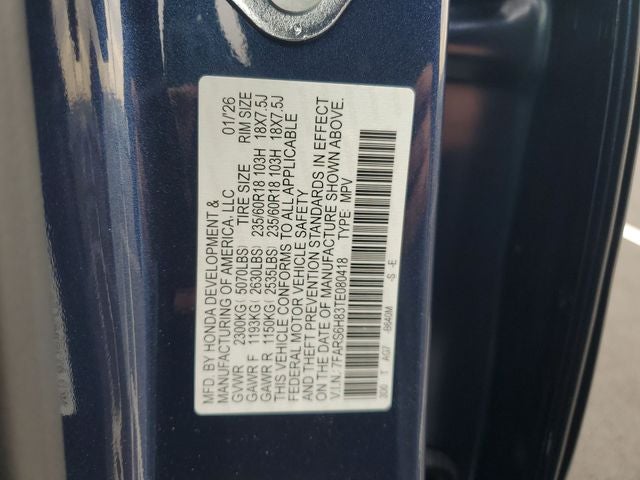 MFD. BY HONDA DEVELOPMENT &
MANUFACTURING OF AMERICA, LLC 01/26
GVWR 2300KG ( 5070LBS) TIRE SIZE RIM SIZE
GAWR F 1193KG ( 2630LBS) 235/60R18 103H 18X7.5J
GAWR R 1150KG ( 2535LBS) 235/60R18 103H 18X7.5J
THIS VEHICLE CONFORMS TO ALL APPLICABLE
FEDERAL MOTOR VEHICLE SAFETY
AND THEFT PREVENTION STANDARDS IN EFFECT
ON THE DATE OF MANUFACTURE SHOWN ABOVE.
V.I.N.: 7FARS6H83TE080418 TYPE: MPV
306 T AG7 -B640M -S -E